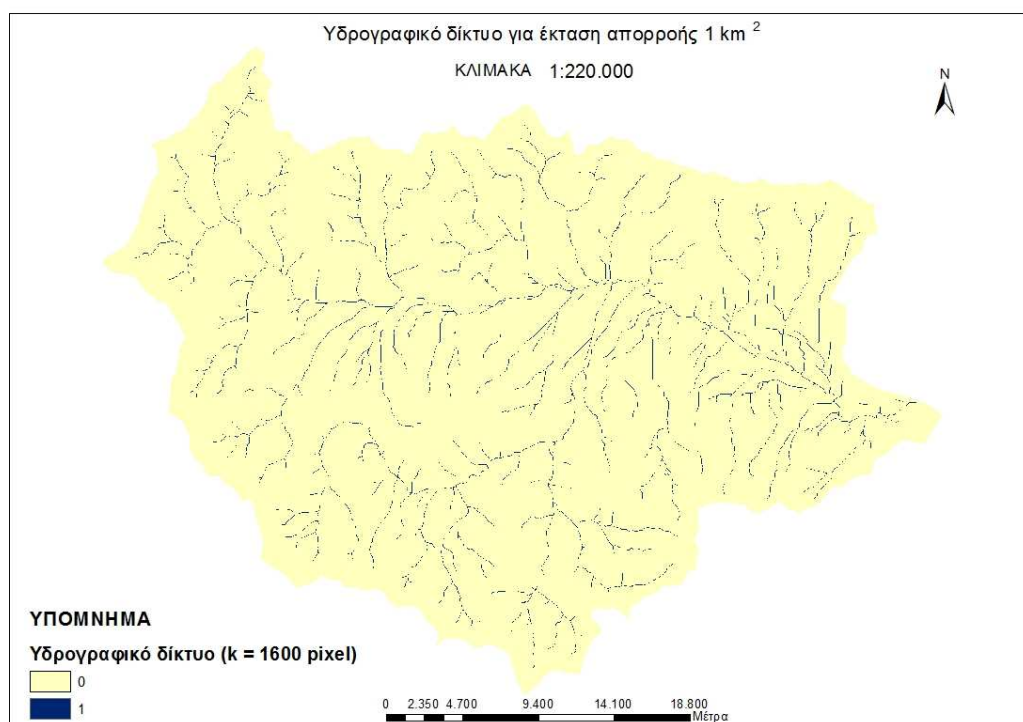 Υδρογραφικό δίκτυο για έκταση απορροής 1 km ²
ΚΛΙΜΑΚΑ 1:220.000
N
ΥΠΟΜΝΗΜΑ
Υδρογραφικό δίκτυο (k = 1600 pixel)
0
1
0 2.350 4.700 9.400 14.100 18.800
Μέτρα